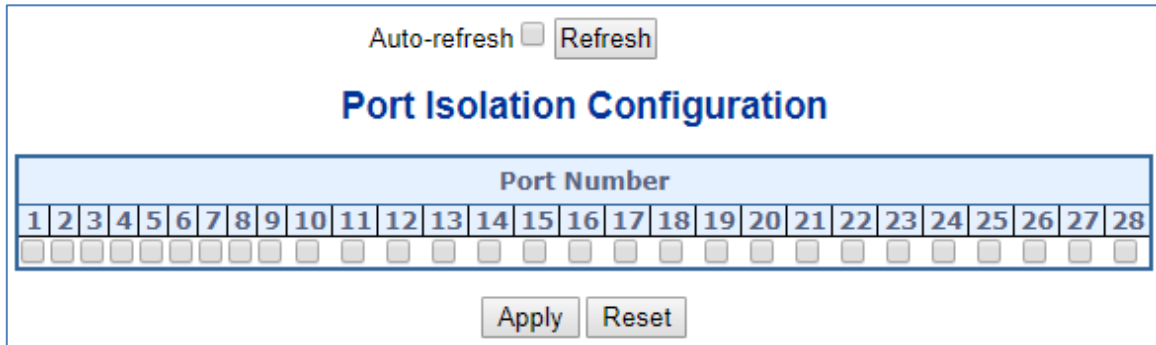 Auto-refresh Refresh
Port Isolation Configuration
Port Number
1 2 3 4 5 6 7 8 9 10 11 12 13 14 15 16 17 18 19 20 21 22 23 24 25 26 27 28
Apply Reset